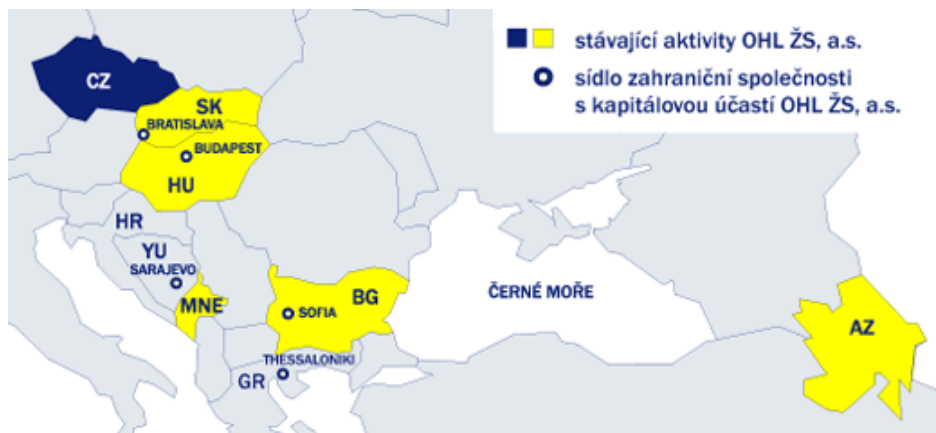 stávající aktivity OHL ŽS, a.s.
sídlo zahraniční společnosti
s kapitálovou účastí OHL ŽS, a.s.
CZ
SK
BRATISLAVA
BUDAPEST
HU
HR
YU
SARAJEVO
MNE
BG
SOFIA
ČERNÉ MOŘE
AZ
THESSALONIKI
GR